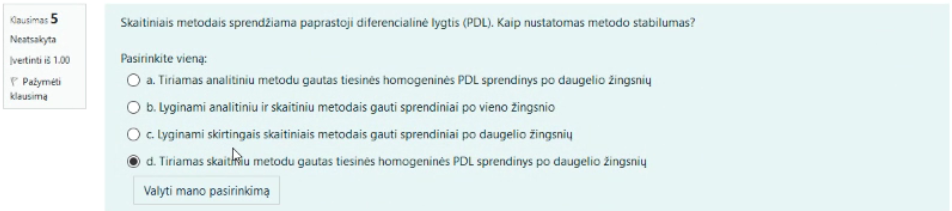 Klausimas 5
Neatsakyta
Įvertinti iš 1.00
Pažymėti
klausimą
Skaitiniais metodais sprendžiama paprastoji diferencialinė lygtis (PDL). Kaip nustatomas metodo stabilumas?
Pasirinkite vieną:
a. Tiriamas analitiniu metodu gautas tiesinės homogeninės PDL sprendinys po daugelio žingsnių
b. Lyginami analitiniu ir skaitiniu metodais gauti sprendiniai po vieno žingsnio
c. Lyginami skirtingais skaitiniais metodais gauti sprendiniai po daugelio žingsnių
d. Tiriamas skaitiniu metodu gautas tiesinės homogeninės PDL sprendinys po daugelio žingsnių
Valyti mano pasirinkimą